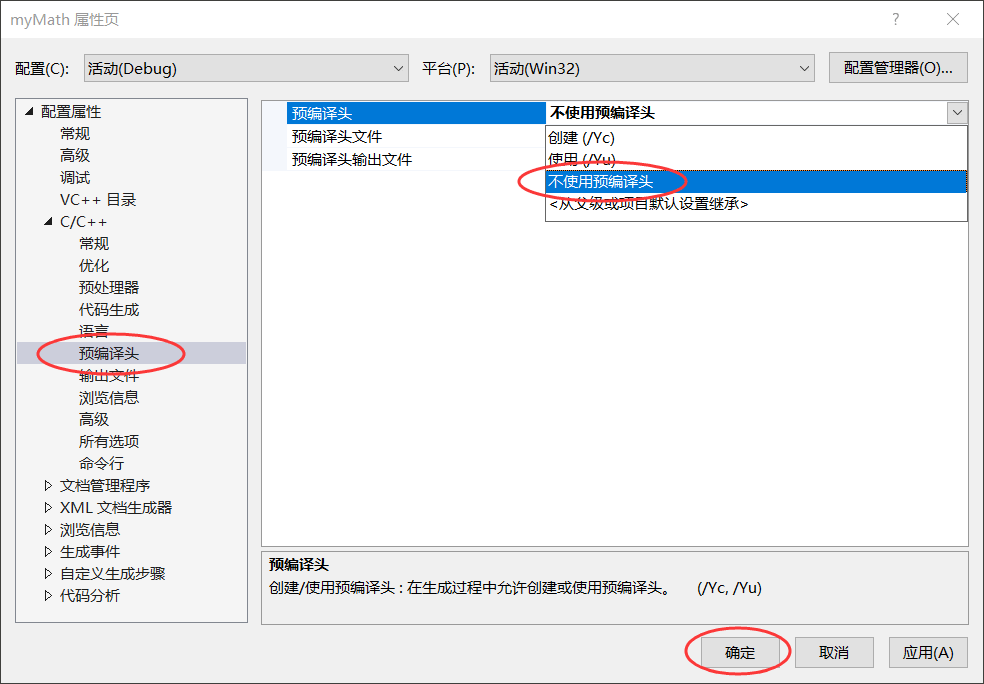 myMath 属性页
?
配置(C): 活动(Debug) 平台(P): 活动(Win32) 配置管理器(O)...
配置属性
常规
高级
调试
VC++ 目录
C/C++
常规
优化
预处理器
代码生成
语言
预编译头
输出文件
浏览信息
高级
所有选项
命令行
文档管理程序
XML 文档生成器
浏览信息
生成事件
自定义生成步骤
代码分析
预编译头 不使用预编译头
预编译头文件
预编译头输出文件
创建 (/Yc)
使用 (/Yu)
不使用预编译头
<从父级或项目默认设置继承>
预编译头
创建/使用预编译头 : 在生成过程中允许创建或使用预编译头。 (/Yc, /Yu)
确定 取消 应用(A)